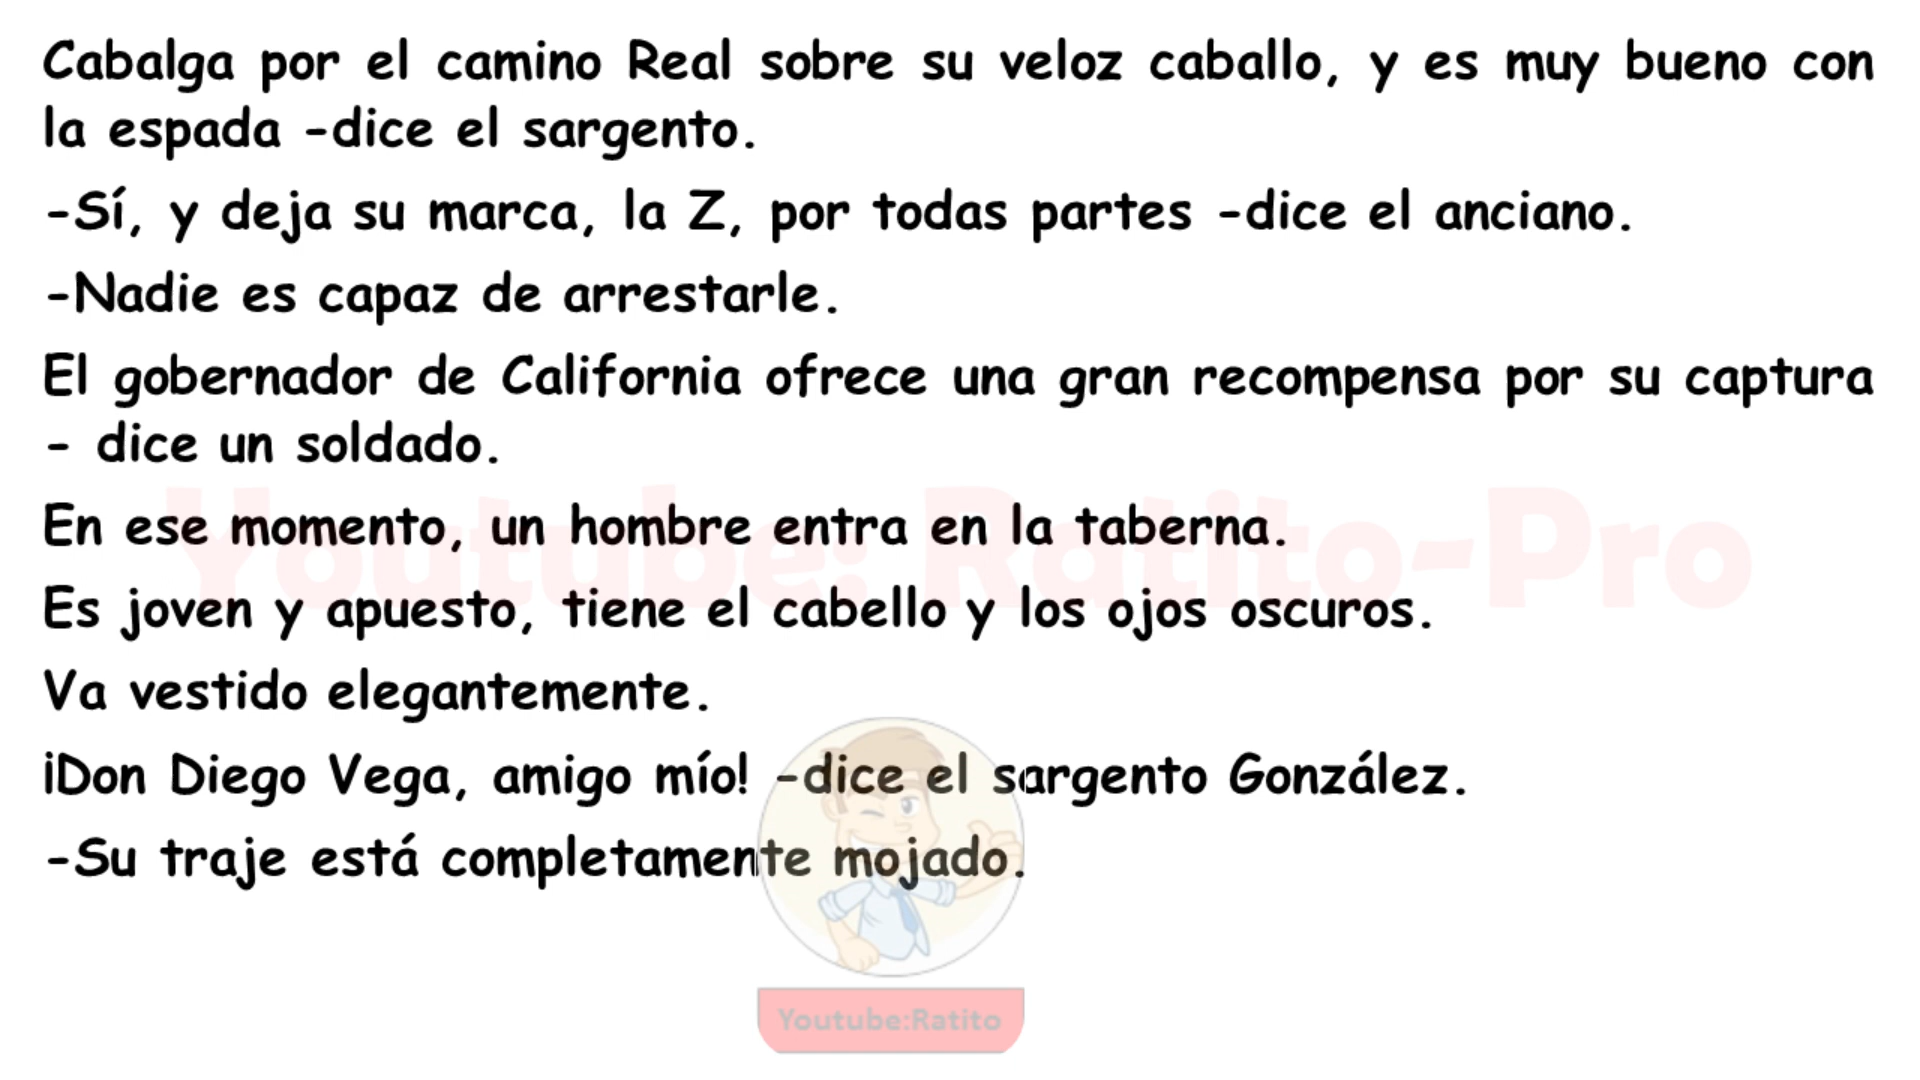 Cabalga por el camino Real sobre su veloz caballo, y es muy bueno con
la espada -dice el sargento.
-Sí, y deja su marca, la Z, por todas partes -dice el anciano.
-Nadie es capaz de arrestarle.
El gobernador de California ofrece una gran recompensa por su captura
- dice un soldado.
Youtube: Ratito-Pro
En ese momento, un hombre entra en la taberna.
Es joven y apuesto, tiene el cabello y los ojos oscuros.
Va vestido elegantemente.
¡Don Diego Vega, amigo mío! -dice el sargento González.
-Su traje está completamente mojado.
Youtube:Ratito